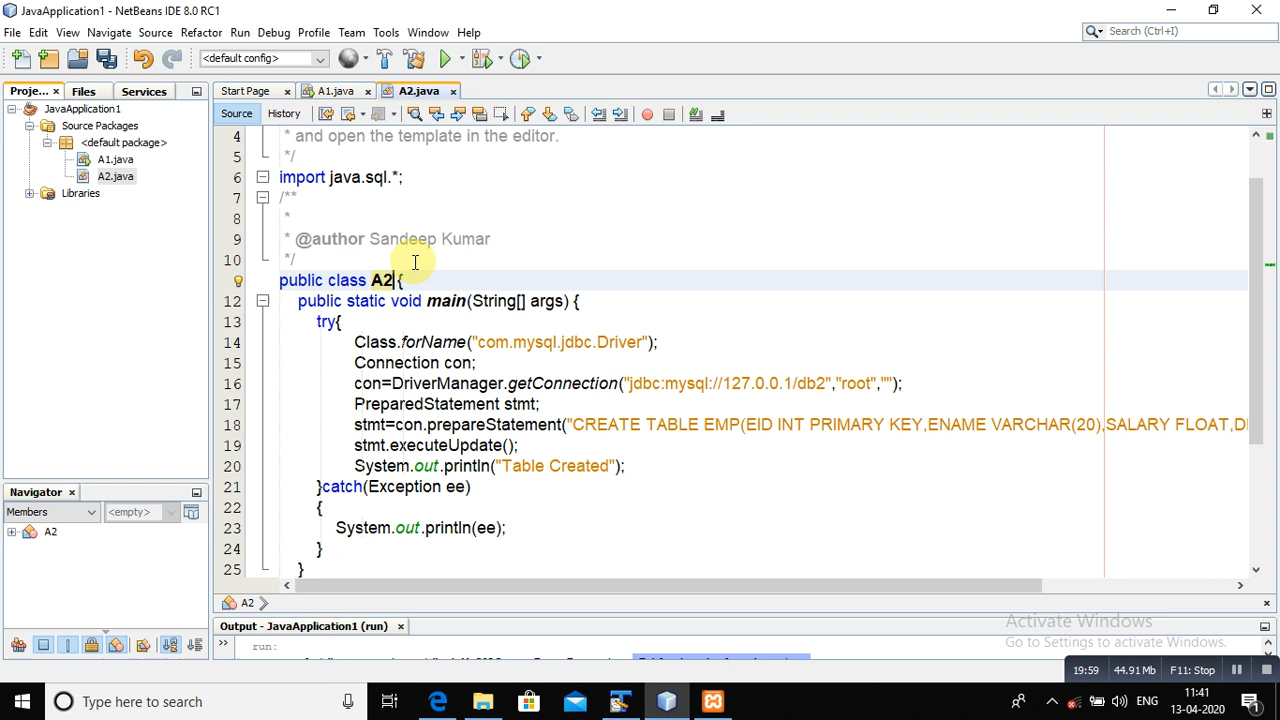 JavaApplication1 - NetBeans IDE 8.0 RC1
File Edit View Navigate Source Refactor Run Debug Profile Team Tools Window Help
Search (Ctrl+I)
<default config>
Proje... Files Services
Start Page A1.java A2.java
JavaApplication1
Source Packages
<default package>
A1.java
A2.java
Libraries
Source History
4 * and open the template in the editor.
5 */
6 import java.sql.*;
7 /**
8 *
9 * @author Sandeep Kumar
10 */
public class A2{
12 public static void main(String[] args) {
13 try{
14 Class.forName("com.mysql.jdbc.Driver");
15 Connection con;
16 con=DriverManager.getConnection("jdbc:mysql://127.0.0.1/db2","root","");
17 PreparedStatement stmt;
18 stmt=con.prepareStatement("CREATE TABLE EMP(EID INT PRIMARY KEY,ENAME VARCHAR(20),SALARY FLOAT,D
19 stmt.executeUpdate();
20 System.out.println("Table Created");
21 }catch(Exception ee)
22 {
23 System.out.println(ee);
24 }
25 }
Navigator
Members <empty>
A2
A2
Output - JavaApplication1 (run)
run:
Activate Windows
Go to Settings to activate Windows.
19:59 44.91 Mb F11: Stop
Type here to search
ENG
11:41
13-04-2020
1